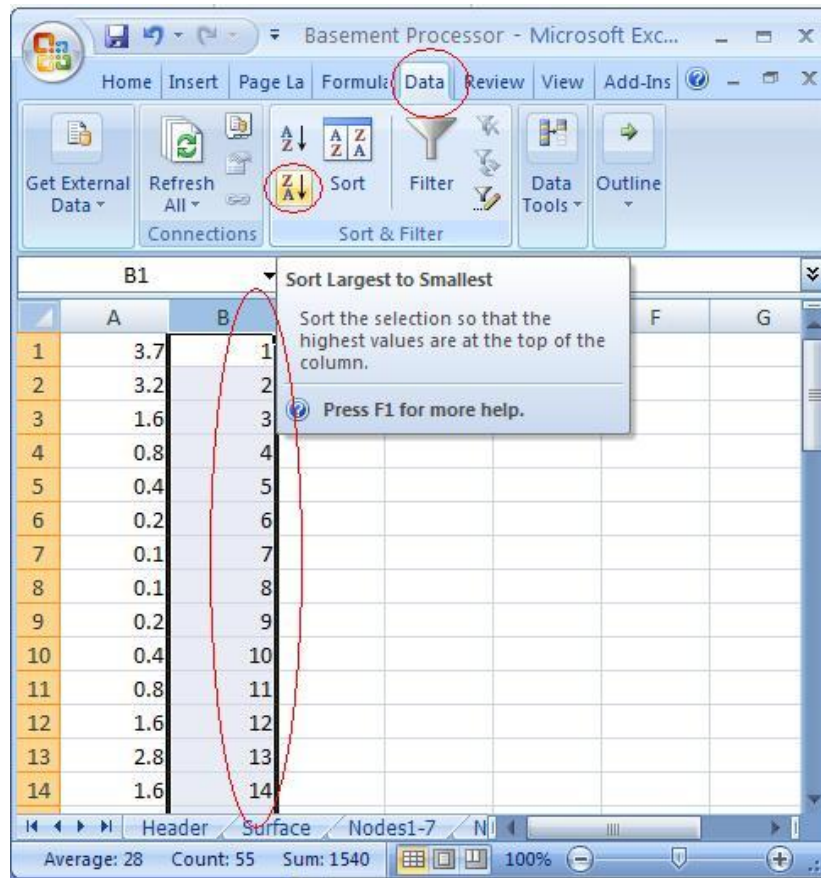 Basement Processor - Microsoft Exc...
Home Insert Page La Formula Data Review View Add-Ins
Get External Data
Refresh All
Sort
Filter
Data Tools
Outline
Connections
Sort & Filter
B1
Sort Largest to Smallest
Sort the selection so that the
highest values are at the top of the
column.
Press F1 for more help.
A B F G
1 3.7 1
2 3.2 2
3 1.6 3
4 0.8 4
5 0.4 5
6 0.2 6
7 0.1 7
8 0.1 8
9 0.2 9
10 0.4 10
11 0.8 11
12 1.6 12
13 2.8 13
14 1.6 14
Header Surface Nodes1-7 N
Average: 28 Count: 55 Sum: 1540 100%